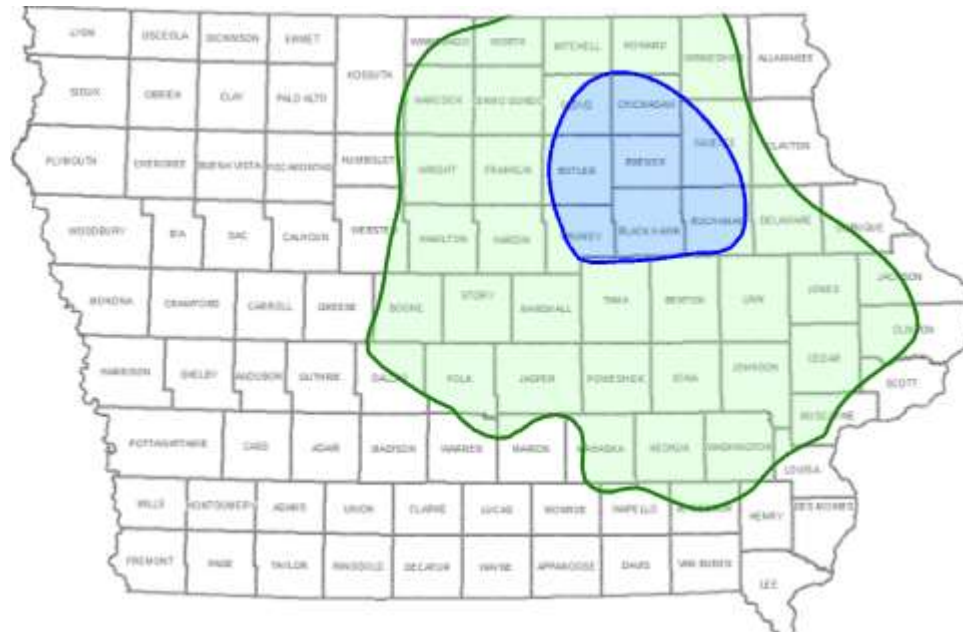 LYON OSCEOLA DICKINSON EMMET WINNEBAGO WORTH MITCHELL HOWARD WINNESHIEK ALLAMAKEE
KOSSUTH
SIOUX OBRIEN CLAY PALO ALTO HANCOCK CERRO GORDO FLOYD CHICKASAW
PLYMOUTH CHEROKEE BUENA VISTA POCAHONTAS HUMBOLDT WRIGHT FRANKLIN BUTLER BREMER FAYETTE CLAYTON
WOODBURY IDA SAC CALHOUN WEBSTER HAMILTON HARDIN GRUNDY BLACK HAWK BUCHANAN DELAWARE DUBUQUE
MONONA CRAWFORD CARROLL GREENE BOONE STORY MARSHALL TAMA BENTON LINN JONES JACKSON
CLINTON
HARRISON SHELBY AUDUBON GUTHRIE DALLAS POLK JASPER POWESHIEK IOWA JOHNSON CEDAR
SCOTT
MUSCATINE
POTTAWATTAMIE CASS ADAIR MADISON WARREN MARION MAHASKA KEOKUK WASHINGTON
LOUISA
MILLS MONTGOMERY ADAMS UNION CLARKE LUCAS MONROE WAPELLO HENRY DES MOINES
FREMONT PAGE TAYLOR RINGGOLD DECATUR WAYNE APPANOOSE DAVIS VAN BUREN
LEE